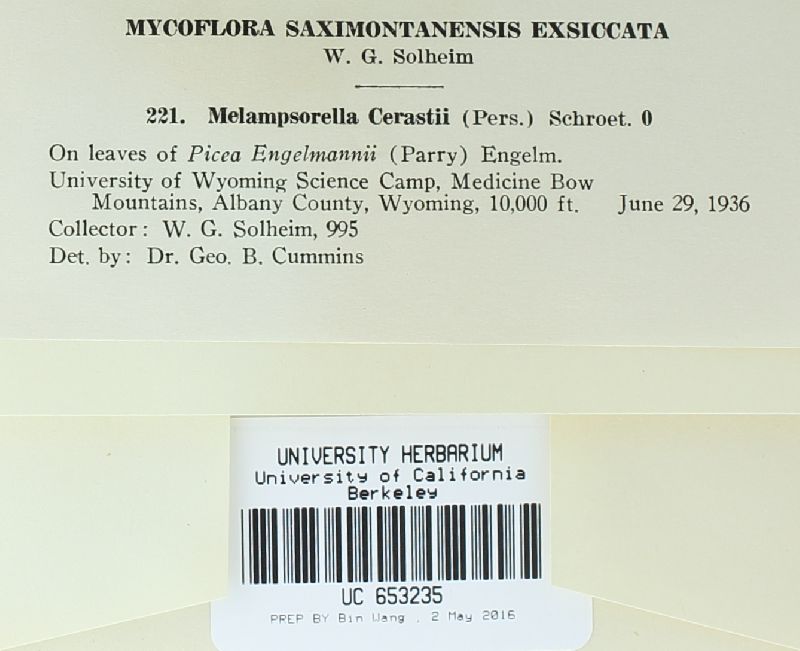 MYCOFLORA SAXIMONTANENSIS EXSICCATA
W. G. Solheim
221. Melampsorella Cerastii (Pers.) Schroet. 0
On leaves of Picea Engelmannii (Parry) Engelm.
University of Wyoming Science Camp, Medicine Bow
Mountains, Albany County, Wyoming, 10,000 ft. June 29, 1936
Collector: W. G. Solheim, 995
Det. by: Dr. Geo. B. Cummins
UNIVERSITY HERBARIUM
University of California
Berkeley
UC 653235
PREP BY Bin Wang , 2 May 2016